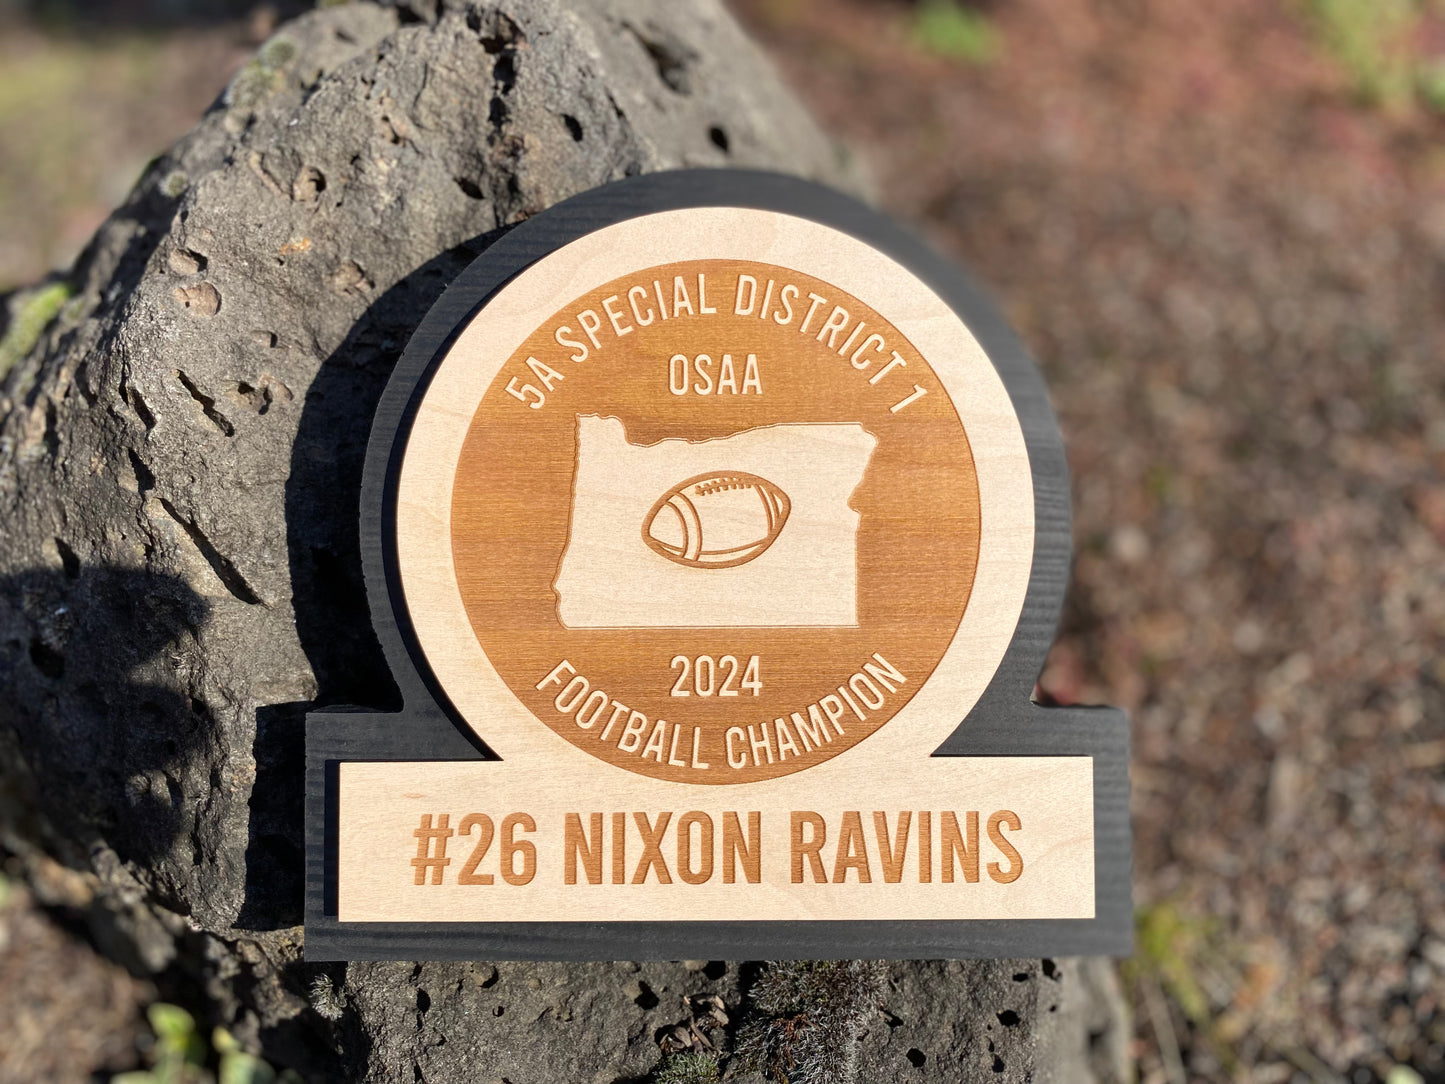 5A SPECIAL DISTRICT 1
OSAA
2024
FOOTBALL CHAMPION
#26 NIXON RAVINS